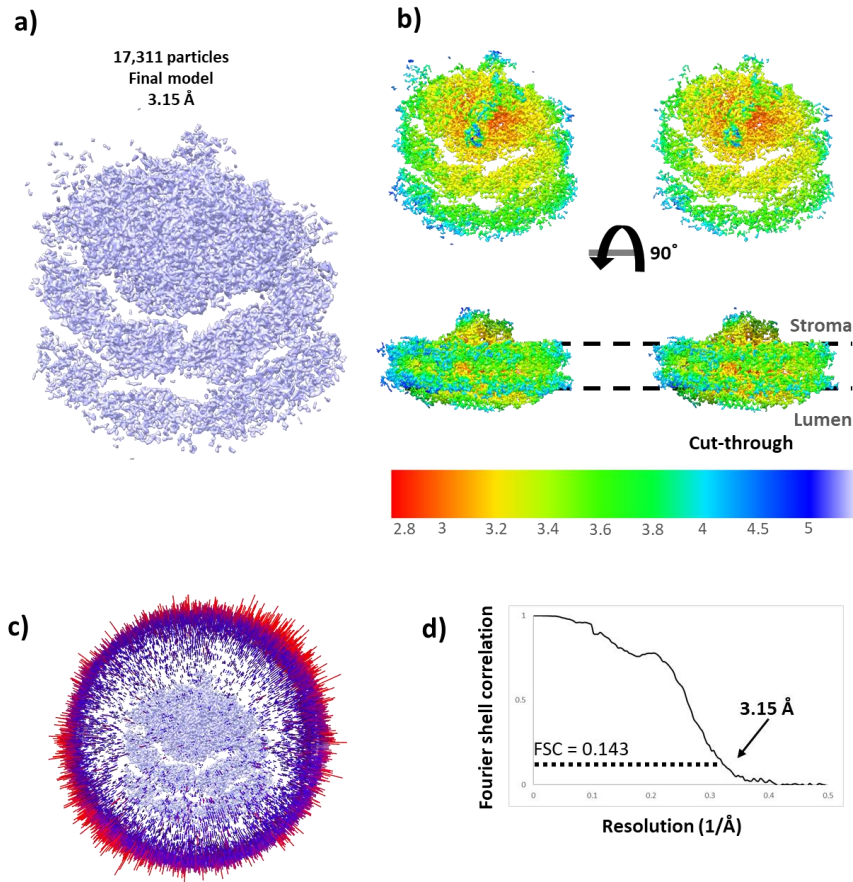 a)
17,311 particles
Final model
3.15 Å
b)
90˚
Stroma
Lumen
Cut-through
2.8 3 3.2 3.4 3.6 3.8 4 4.5 5
c)
d)
Fourier shell correlation
1
0.5
0
3.15 Å
FSC = 0.143
0 0.1 0.2 0.3 0.4 0.5
Resolution (1/Å)